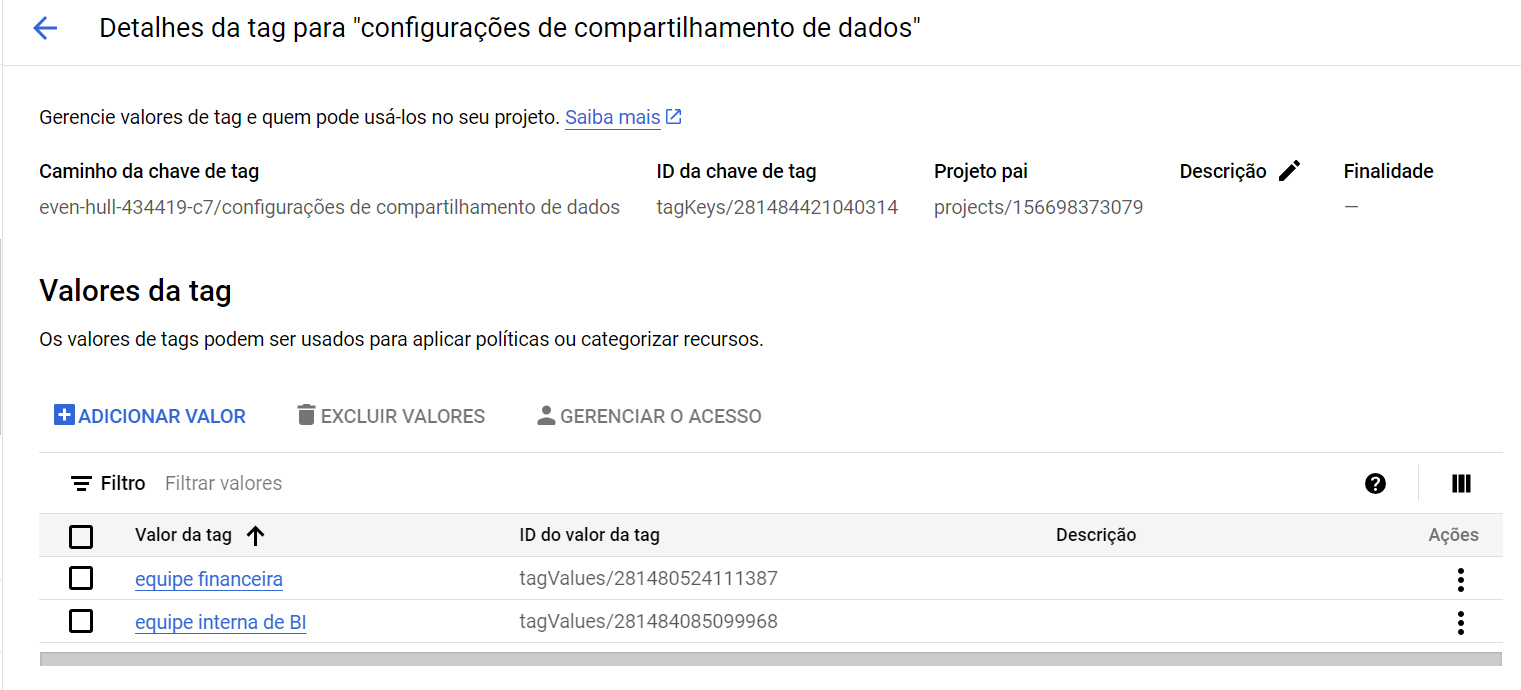 Detalhes da tag para "configurações de compartilhamento de dados"
Gerencie valores de tag e quem pode usá-los no seu projeto. Saiba mais
Caminho da chave de tag ID da chave de tag Projeto pai Descrição Finalidade
even-hull-434419-c7/configurações de compartilhamento de dados tagKeys/281484421040314 projects/156698373079 —
Valores da tag
Os valores de tags podem ser usados para aplicar políticas ou categorizar recursos.
ADICIONAR VALOR EXCLUIR VALORES GERENCIAR O ACESSO
Filtro Filtrar valores
Valor da tag ID do valor da tag Descrição Ações
equipe financeira tagValues/281480524111387
equipe interna de BI tagValues/281484085099968